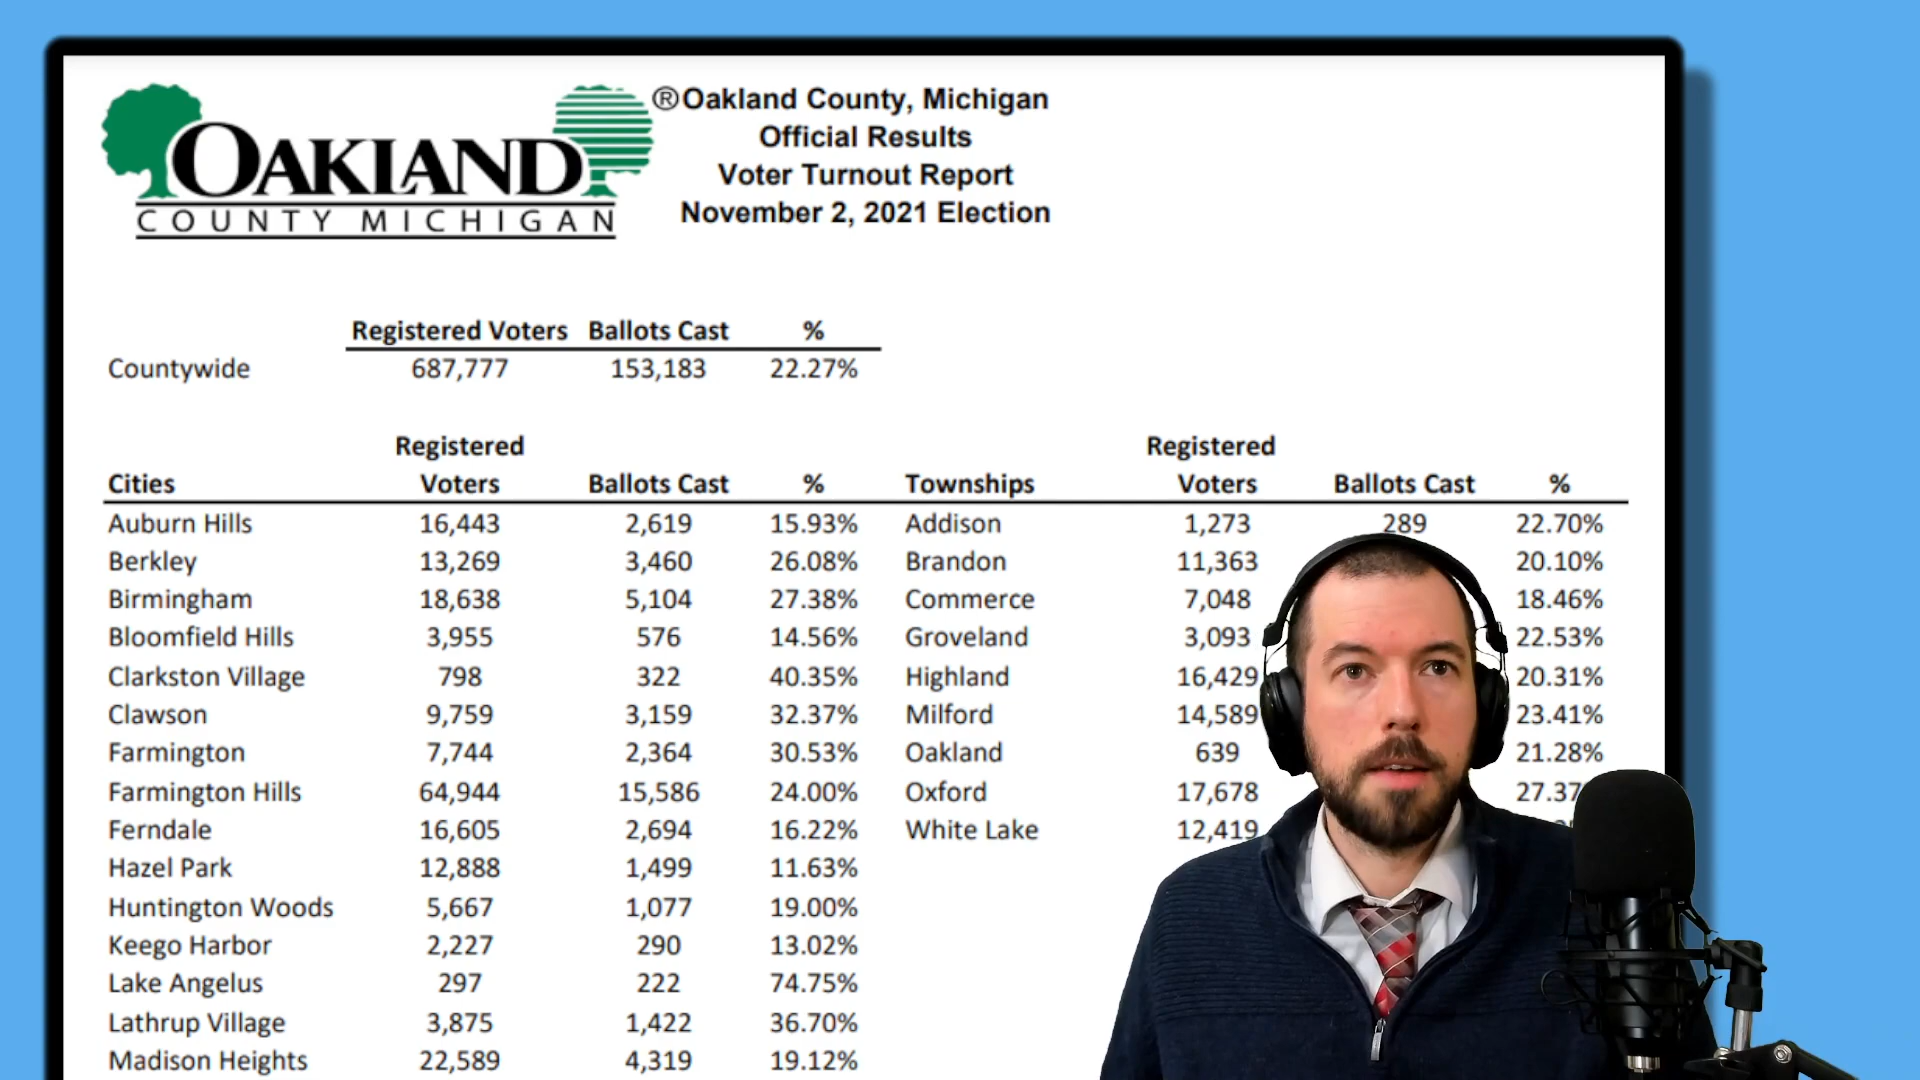 OAKLAND
COUNTY MICHIGAN
®Oakland County, Michigan
Official Results
Voter Turnout Report
November 2, 2021 Election
Registered Voters Ballots Cast %
Countywide 687,777 153,183 22.27%
Registered Registered
Cities Voters Ballots Cast % Townships Voters Ballots Cast %
Auburn Hills 16,443 2,619 15.93% Addison 1,273 289 22.70%
Berkley 13,269 3,460 26.08% Brandon 11,363 20.10%
Birmingham 18,638 5,104 27.38% Commerce 7,048 18.46%
Bloomfield Hills 3,955 576 14.56% Groveland 3,093 22.53%
Clarkston Village 798 322 40.35% Highland 16,429 20.31%
Clawson 9,759 3,159 32.37% Milford 14,589 23.41%
Farmington 7,744 2,364 30.53% Oakland 639 21.28%
Farmington Hills 64,944 15,586 24.00% Oxford 17,678 27.37
Ferndale 16,605 2,694 16.22% White Lake 12,419
Hazel Park 12,888 1,499 11.63%
Huntington Woods 5,667 1,077 19.00%
Keego Harbor 2,227 290 13.02%
Lake Angelus 297 222 74.75%
Lathrup Village 3,875 1,422 36.70%
Madison Heights 22,589 4,319 19.12%